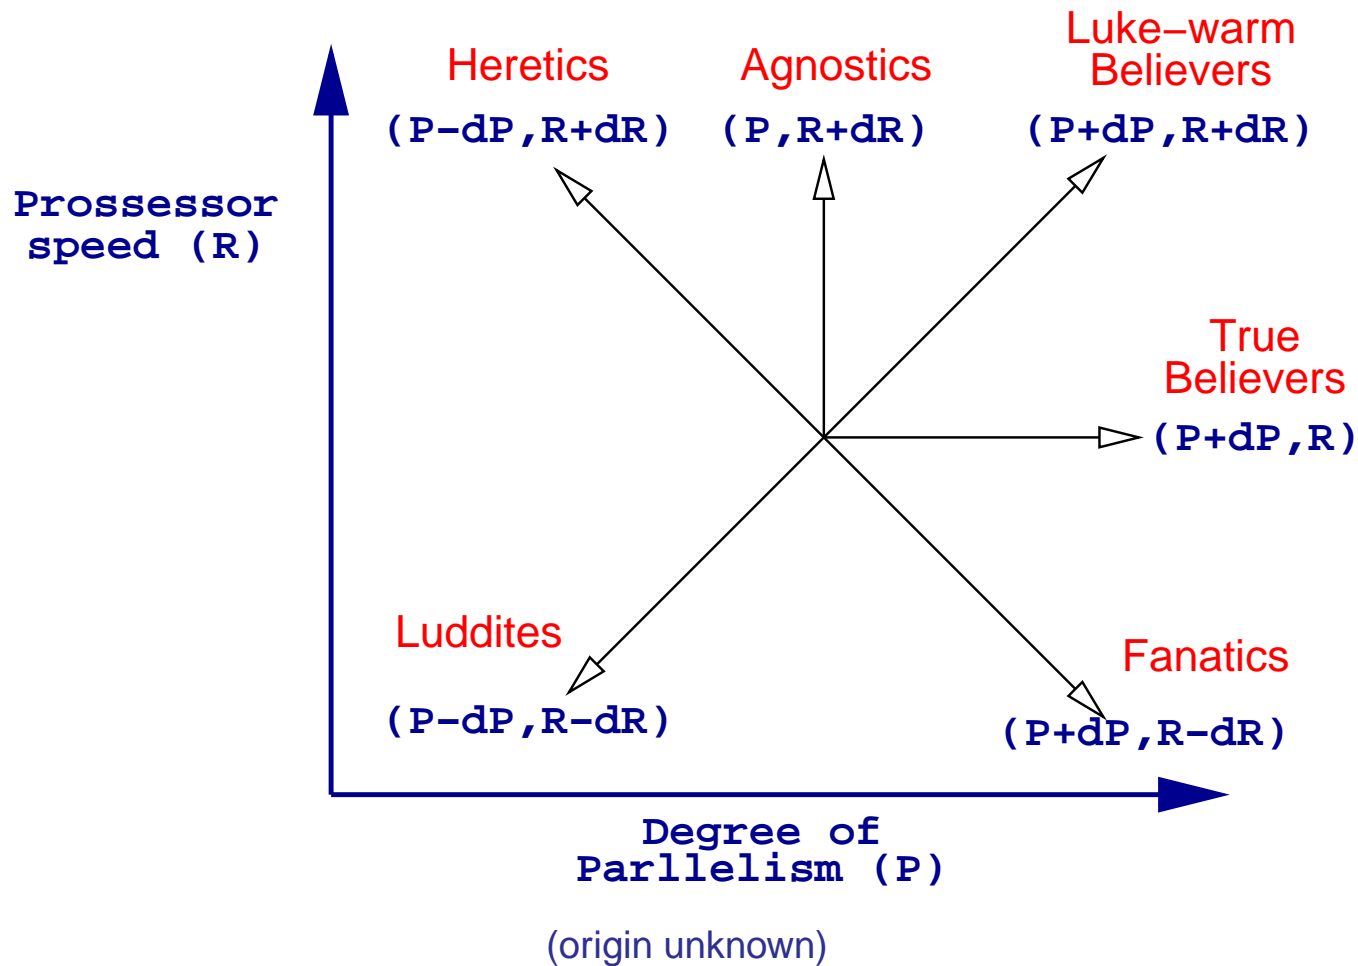 Luke-warm
Believers
Heretics
Agnostics
(P-dP,R+dR)
(P,R+dR)
(P+dP,R+dR)
Prossessor
speed (R)
True
Believers
(P+dP,R)
Luddites
Fanatics
(P-dP,R-dR)
(P+dP,R-dR)
Degree of
Parllelism (P)
(origin unknown)